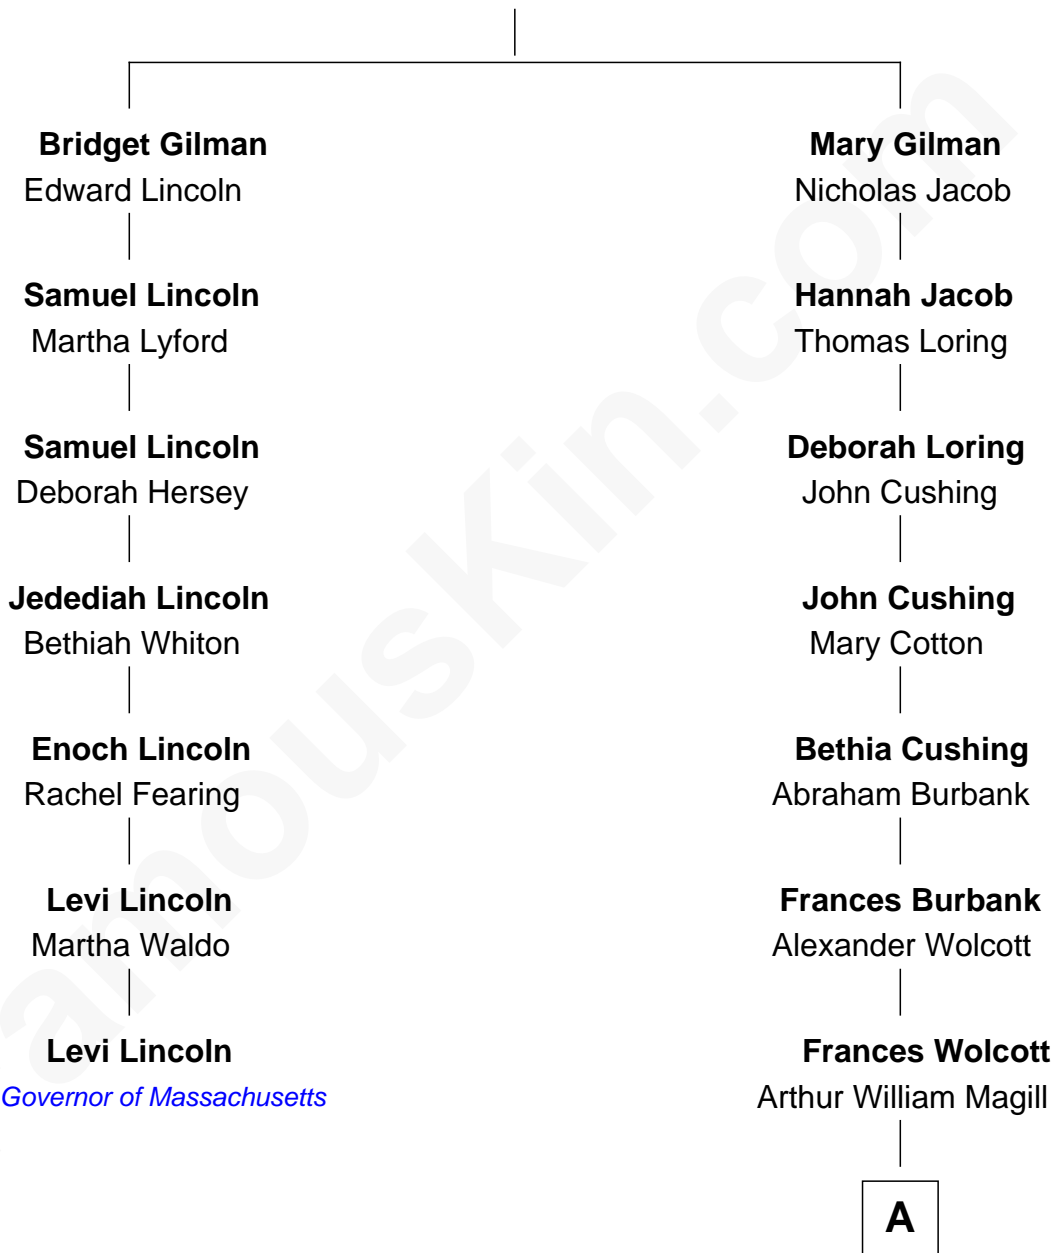 Bridget Gilman
Edward Lincoln
Samuel Lincoln
Martha Lyford
Samuel Lincoln
Deborah Hersey
Jedediah Lincoln
Bethiah Whiton
Enoch Lincoln
Rachel Fearing
Levi Lincoln
Martha Waldo
Levi Lincoln
Governor of Massachusetts
Mary Gilman
Nicholas Jacob
Hannah Jacob
Thomas Loring
Deborah Loring
John Cushing
John Cushing
Mary Cotton
Bethia Cushing
Abraham Burbank
Frances Burbank
Alexander Wolcott
Frances Wolcott
Arthur William Magill
A
amousKin.com